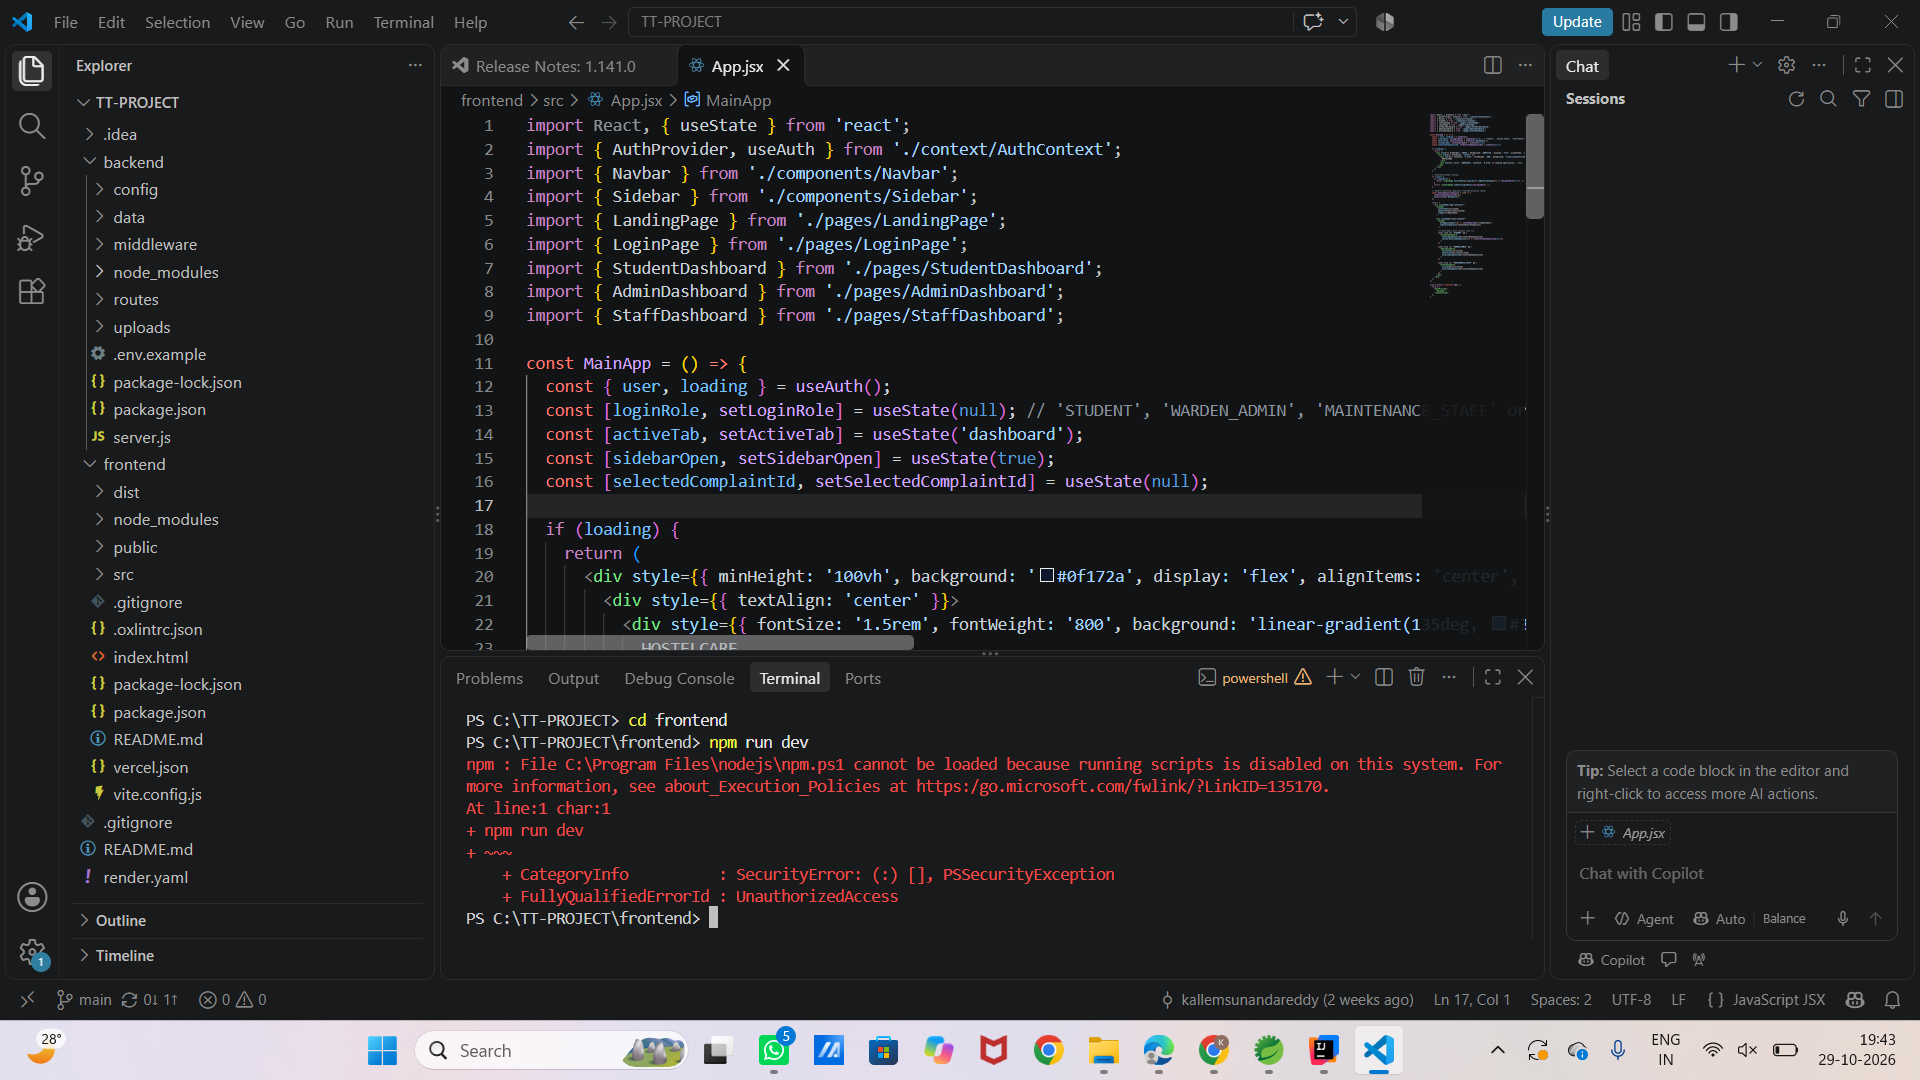 File Edit Selection View Go Run Terminal Help
TT-PROJECT
Update
Explorer
TT-PROJECT
.idea
backend
config
data
middleware
node_modules
routes
uploads
.env.example
package-lock.json
package.json
JS server.js
frontend
dist
node_modules
public
src
.gitignore
.oxlintrc.json
index.html
package-lock.json
package.json
README.md
vercel.json
vite.config.js
.gitignore
README.md
render.yaml
Outline
Timeline
1
Release Notes: 1.141.0
App.jsx
frontend > src > App.jsx > MainApp
1 import React, { useState } from 'react';
2 import { AuthProvider, useAuth } from './context/AuthContext';
3 import { Navbar } from './components/Navbar';
4 import { Sidebar } from './components/Sidebar';
5 import { LandingPage } from './pages/LandingPage';
6 import { LoginPage } from './pages/LoginPage';
7 import { StudentDashboard } from './pages/StudentDashboard';
8 import { AdminDashboard } from './pages/AdminDashboard';
9 import { StaffDashboard } from './pages/StaffDashboard';
10
11 const MainApp = () => {
12 const { user, loading } = useAuth();
13 const [loginRole, setLoginRole] = useState(null); // 'STUDENT', 'WARDEN_ADMIN', 'MAINTENANCE_STAFF' or
14 const [activeTab, setActiveTab] = useState('dashboard');
15 const [sidebarOpen, setSidebarOpen] = useState(true);
16 const [selectedComplaintId, setSelectedComplaintId] = useState(null);
17
18 if (loading) {
19 return (
20 <div style={{ minHeight: '100vh', background: '#0f172a', display: 'flex', alignItems: 'center',
21 <div style={{ textAlign: 'center' }}>
22 <div style={{ fontSize: '1.5rem', fontWeight: '800', background: 'linear-gradient(135deg,
23 HOSTELCARE
Problems Output Debug Console Terminal Ports
powershell
PS C:\TT-PROJECT> cd frontend
PS C:\TT-PROJECT\frontend> npm run dev
npm : File C:\Program Files\nodejs\npm.ps1 cannot be loaded because running scripts is disabled on this system. For
more information, see about_Execution_Policies at https:/go.microsoft.com/fwlink/?LinkID=135170.
At line:1 char:1
+ npm run dev
+ ~~~
+ CategoryInfo : SecurityError: (:) [], PSSecurityException
+ FullyQualifiedErrorId : UnauthorizedAccess
PS C:\TT-PROJECT\frontend>
Chat
Sessions
Tip: Select a code block in the editor and
right-click to access more AI actions.
App.jsx
Chat with Copilot
Agent Auto Balance
Copilot
main 0↓ 1↑ 0 0
kallemsunandareddy (2 weeks ago) Ln 17, Col 1 Spaces: 2 UTF-8 LF {} JavaScript JSX
28°
Search
5
K
ENG
IN
19:43
29-10-2026